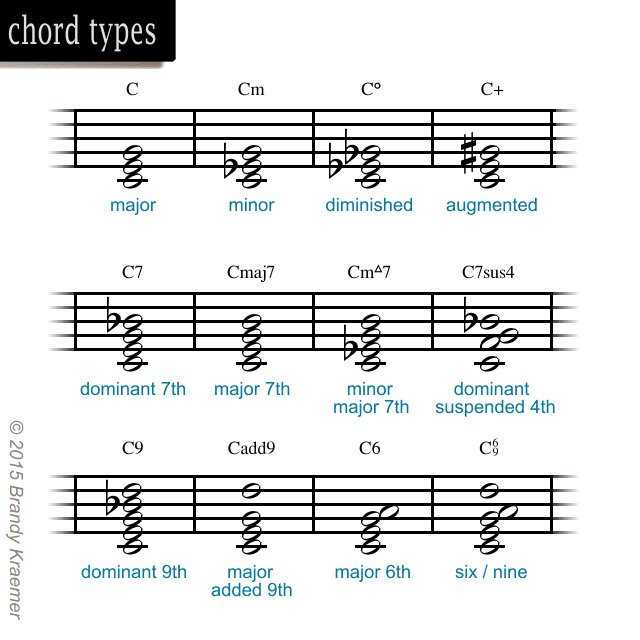 chord types
C Cm C° C+
major minor diminished augmented
C7 Cmaj7 Cm△7 C7sus4
dominant 7th major 7th minor major 7th dominant suspended 4th
C9 Cadd9 C6 C6/9
dominant 9th major added 9th major 6th six / nine
© 2015 Brandy Kraemer